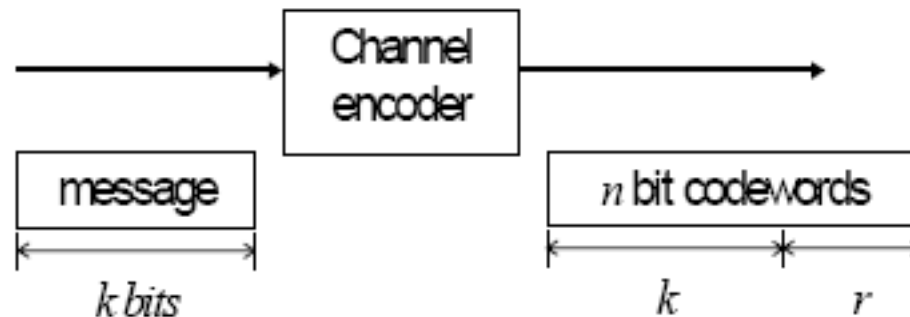 Channel
encoder
message
n bit codewords
k bits
k
r